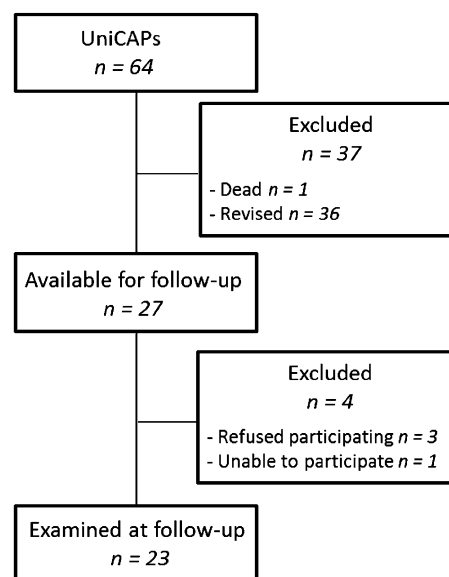 UniCAPs
n = 64
Excluded
n = 37
- Dead n = 1
- Revised n = 36
Available for follow-up
n = 27
Excluded
n = 4
- Refused participating n = 3
- Unable to participate n = 1
Examined at follow-up
n = 23